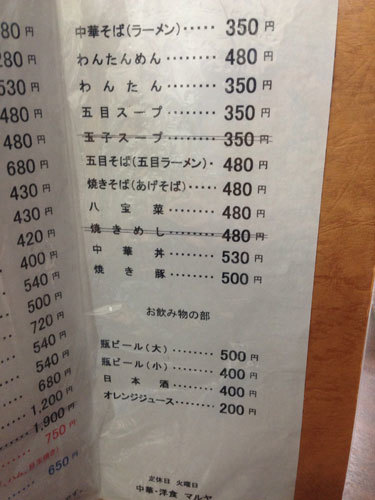 中華そば(ラーメン)・・・・・ 350円
わんたんめん・・・・・・・・ 480円
わんたん・・・・・・・・ 350円
五目スープ・・・・・・・・ 350円
玉子スープ・・・・・・・・ 350円
五目そば(五目ラーメン)・ 480円
焼きそば(あげそば)・・・・・ 480円
八宝菜・・・・・・・・ 480円
焼きめし・・・・・・・・ 480円
中華丼・・・・・・・・ 530円
焼き豚・・・・・・・・ 500円
お飲み物の部
瓶ビール(大)・・・・・・・・ 500円
瓶ビール(小)・・・・・・・・ 400円
日本酒・・・・・・・・ 400円
オレンジジュース・・・・・・・・ 200円
定休日 火曜日
中華・洋食 マルヤ
80円
280円
530円
480円
480円
680円
430円
430円
420円
400円
540円
500円
720円
540円
540円
680円
1,200円
1,900円
750円
650円